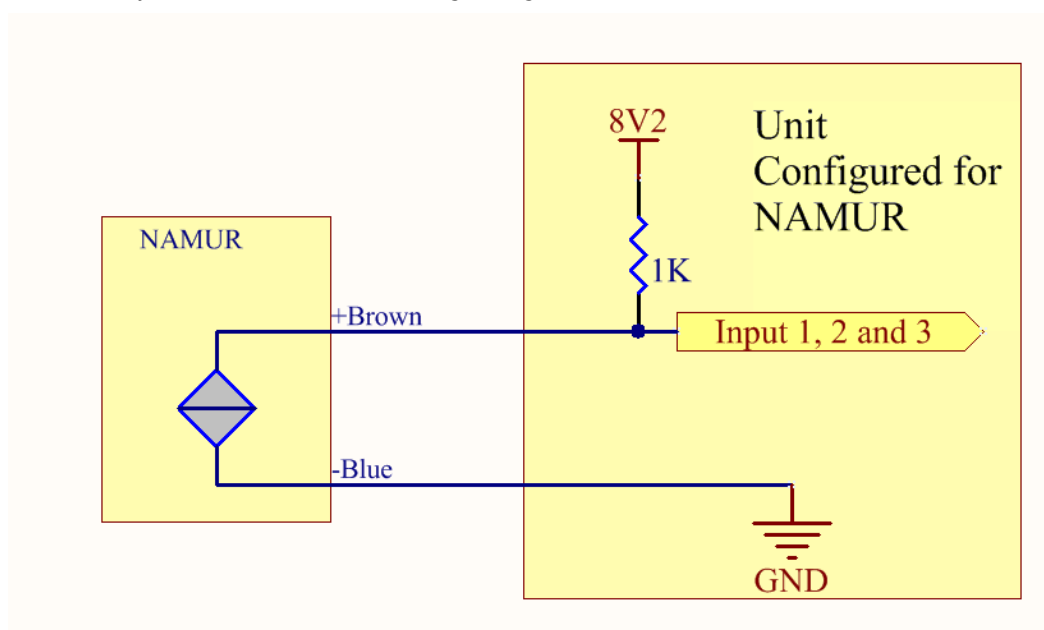 8V2
Unit
Configured for
NAMUR
NAMUR
1K
+Brown
Input 1, 2 and 3
-Blue
GND